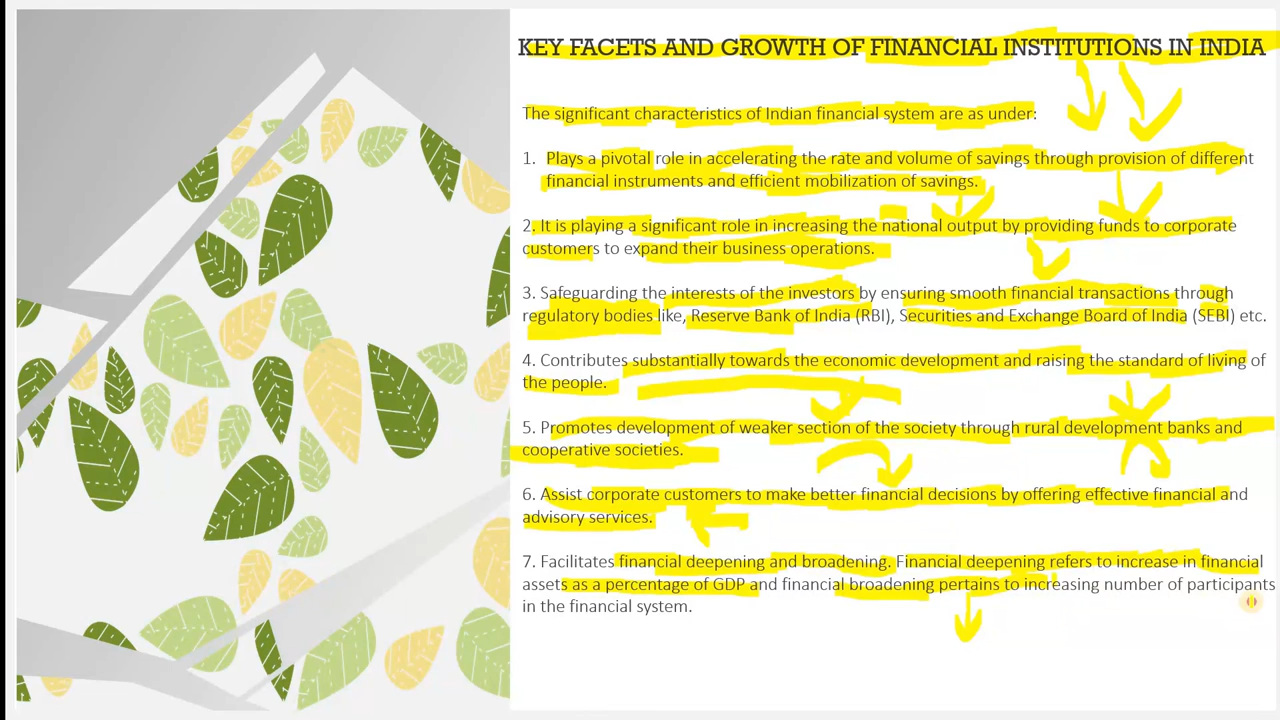 KEY FACETS AND GROWTH OF FINANCIAL INSTITUTIONS IN INDIA
The significant characteristics of Indian financial system are as under:
1. Plays a pivotal role in accelerating the rate and volume of savings through provision of different
financial instruments and efficient mobilization of savings.
2. It is playing a significant role in increasing the national output by providing funds to corporate
customers to expand their business operations.
3. Safeguarding the interests of the investors by ensuring smooth financial transactions through
regulatory bodies like, Reserve Bank of India (RBI), Securities and Exchange Board of India (SEBI) etc.
4. Contributes substantially towards the economic development and raising the standard of living of
the people.
5. Promotes development of weaker section of the society through rural development banks and
cooperative societies.
6. Assist corporate customers to make better financial decisions by offering effective financial and
advisory services.
7. Facilitates financial deepening and broadening. Financial deepening refers to increase in financial
assets as a percentage of GDP and financial broadening pertains to increasing number of participants
in the financial system.